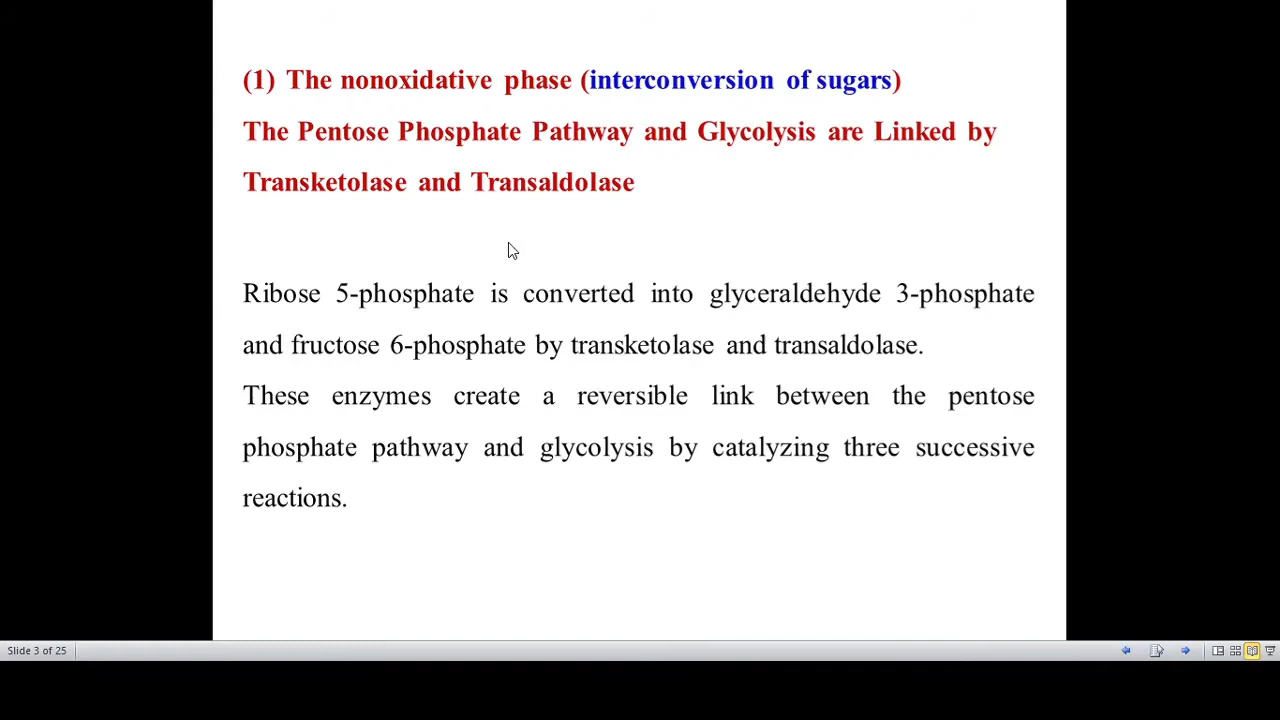 (1) The nonoxidative phase (interconversion of sugars)
The Pentose Phosphate Pathway and Glycolysis are Linked by
Transketolase and Transaldolase
Ribose 5-phosphate is converted into glyceraldehyde 3-phosphate
and fructose 6-phosphate by transketolase and transaldolase.
These enzymes create a reversible link between the pentose
phosphate pathway and glycolysis by catalyzing three successive
reactions.
Slide 3 of 25